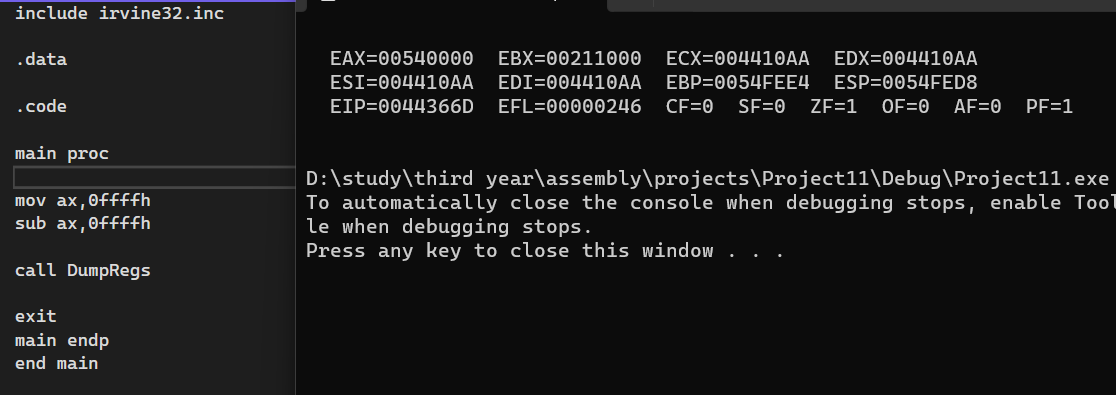 include irvine32.inc
.data
.code
main proc
mov ax,0ffffh
sub ax,0ffffh
call DumpRegs
exit
main endp
end main
EAX=00540000  EBX=00211000  ECX=004410AA  EDX=004410AA
ESI=004410AA  EDI=004410AA  EBP=0054FEE4  ESP=0054FED8
EIP=0044366D  EFL=00000246  CF=0  SF=0  ZF=1  OF=0  AF=0  PF=1
D:\study\third year\assembly\projects\Project11\Debug\Project11.exe
To automatically close the console when debugging stops, enable Tool
le when debugging stops.
Press any key to close this window . . .